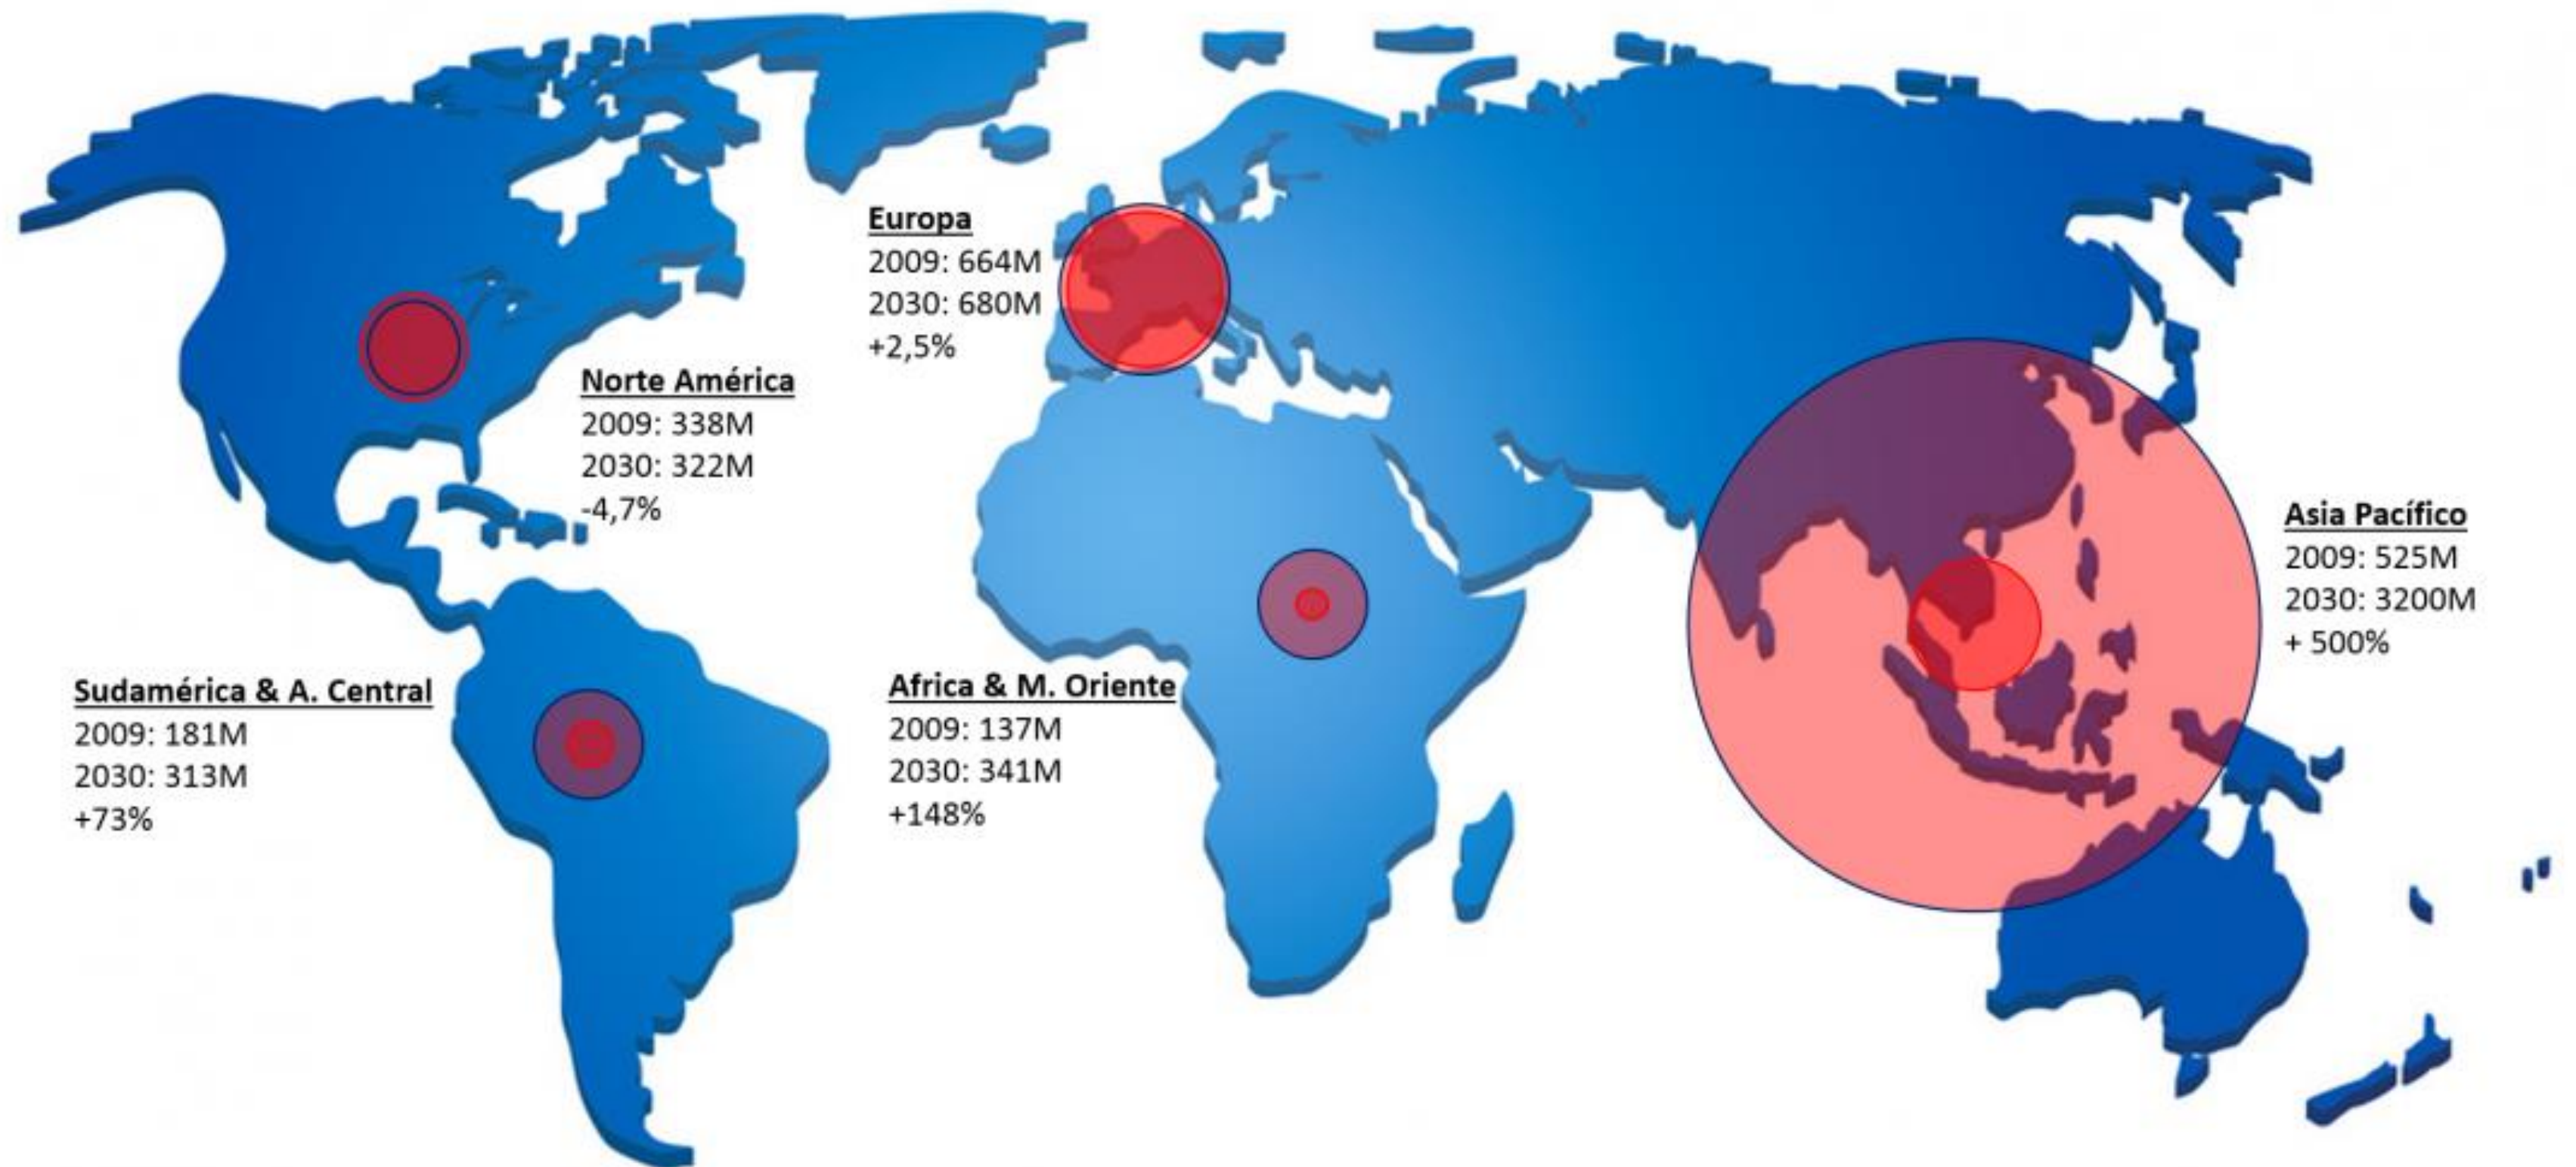 Europa
2009: 664M
2030: 680M
+2,5%
Norte América
2009: 338M
2030: 322M
-4,7%
Asia Pacífico
2009: 525M
2030: 3200M
+ 500%
Sudamérica & A. Central
2009: 181M
2030: 313M
+73%
Africa & M. Oriente
2009: 137M
2030: 341M
+148%